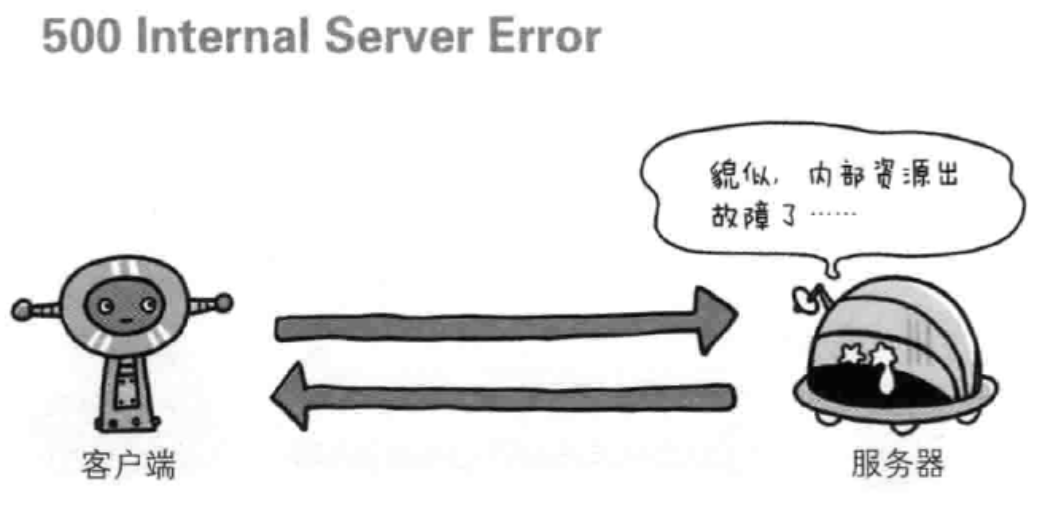 500 Internal Server Error
貌似，内部资源出
故障了……
客户端
服务器